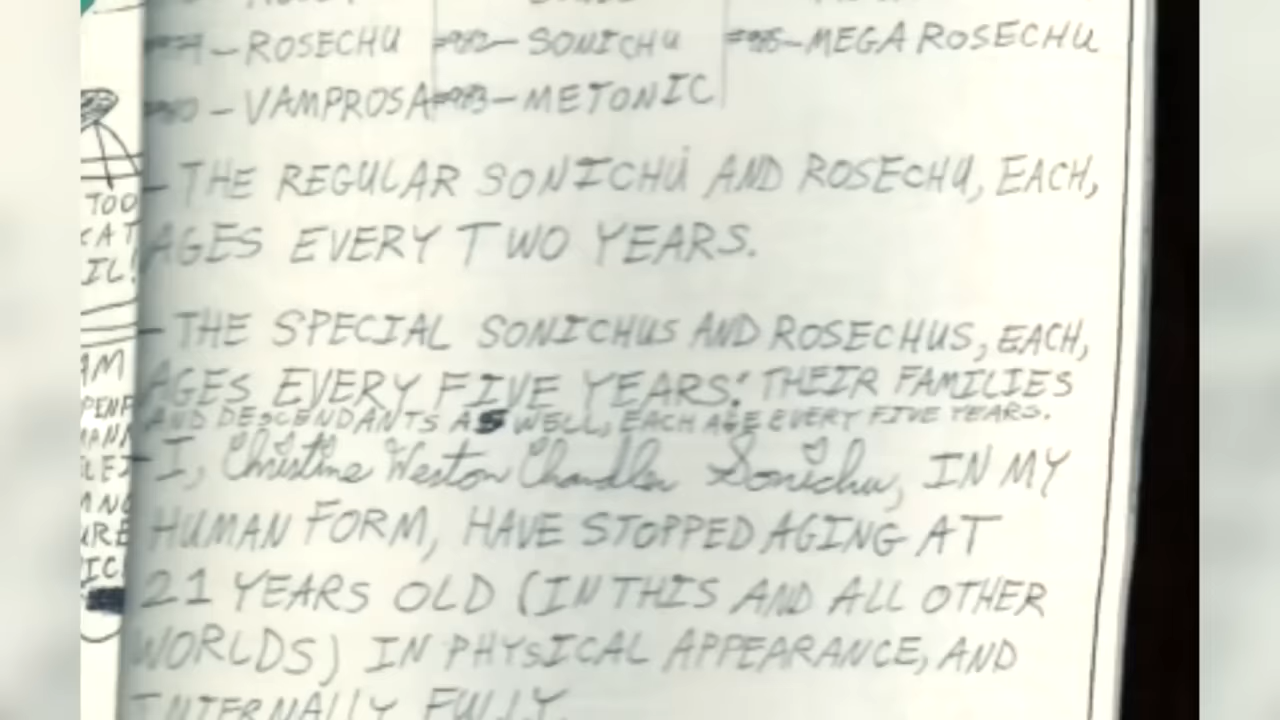 - ROSECHU - SONICHU - MEGA ROSECHU
- VAMPROSA - METONIC
- THE REGULAR SONICHU AND ROSECHU, EACH,
AGES EVERY TWO YEARS.
- THE SPECIAL SONICHUS AND ROSECHUS, EACH,
AGES EVERY FIVE YEARS. THEIR FAMILIES
AND DESCENDANTS AS WELL, EACH AGE EVERY FIVE YEARS.
- I, Christine Weston Chandler Sonichu, IN MY
HUMAN FORM, HAVE STOPPED AGING AT
21 YEARS OLD (IN THIS AND ALL OTHER
WORLDS) IN PHYSICAL APPEARANCE, AND
INTERNALLY FULLY.
TOO